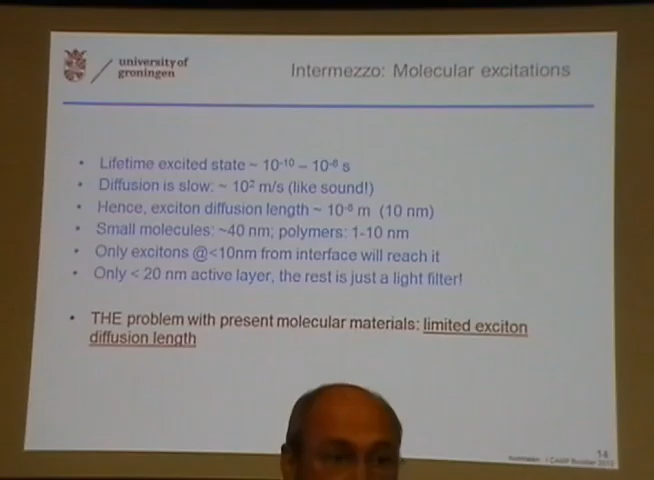 university of
groningen
Intermezzo: Molecular excitations
• Lifetime excited state ~ 10⁻¹⁰ – 10⁻⁸ s
• Diffusion is slow: ~ 10² m/s (like sound!)
• Hence, exciton diffusion length ~ 10⁻⁸ m (10 nm)
• Small molecules: ~40 nm; polymers: 1-10 nm
• Only excitons @<10nm from interface will reach it
• Only < 20 nm active layer, the rest is just a light filter!
• THE problem with present molecular materials: limited exciton
diffusion length
14
ICAMP Boulder 2012